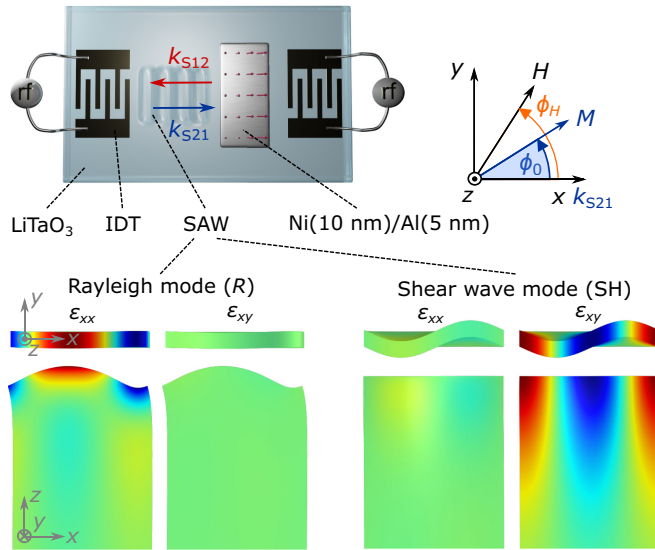 rf
k_S12
k_S21
rf
y
H
ϕ_H
M
ϕ_0
z
x
k_S21
LiTaO₃
IDT
SAW
Ni(10 nm)/Al(5 nm)
Rayleigh mode (R)
Shear wave mode (SH)
y
ε_xx
ε_xy
ε_xx
ε_xy
z
x
z
y
x